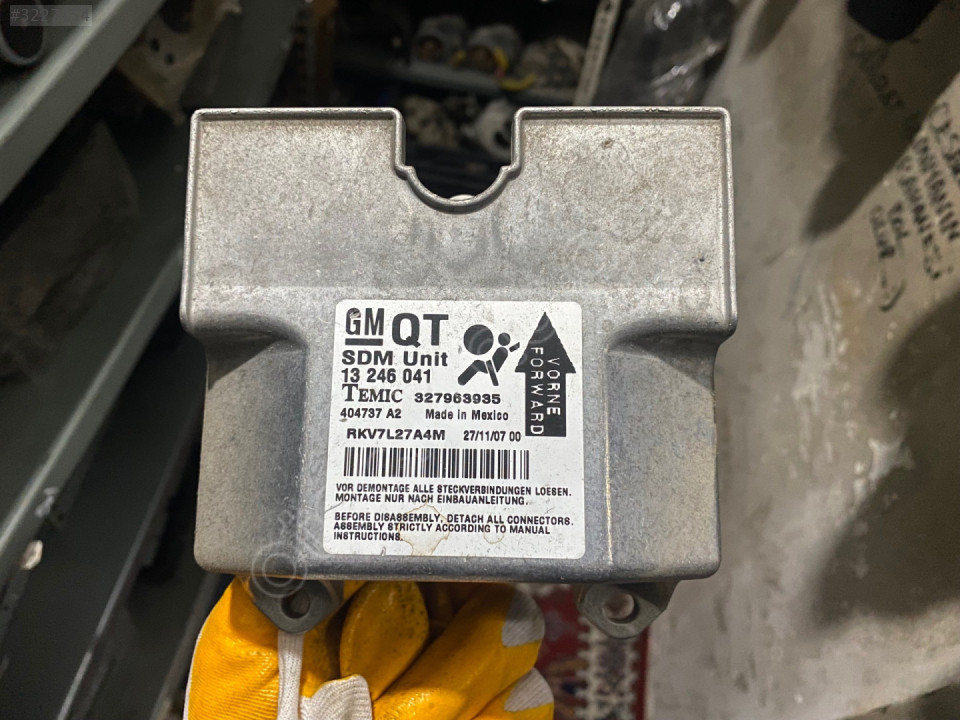 GM QT
SDM Unit
13 246 041
TEMIC 327963935
404737 A2 Made in Mexico
RKV7L27A4M 27/11/07 00
VORNE
FORWARD
VOR DEMONTAGE ALLE STECKVERBINDUNGEN LOESEN.
MONTAGE NUR NACH EINBAUANLEITUNG.
BEFORE DISASSEMBLY, DETACH ALL CONNECTORS.
ASSEMBLY STRICTLY ACCORDING TO MANUAL
INSTRUCTIONS.